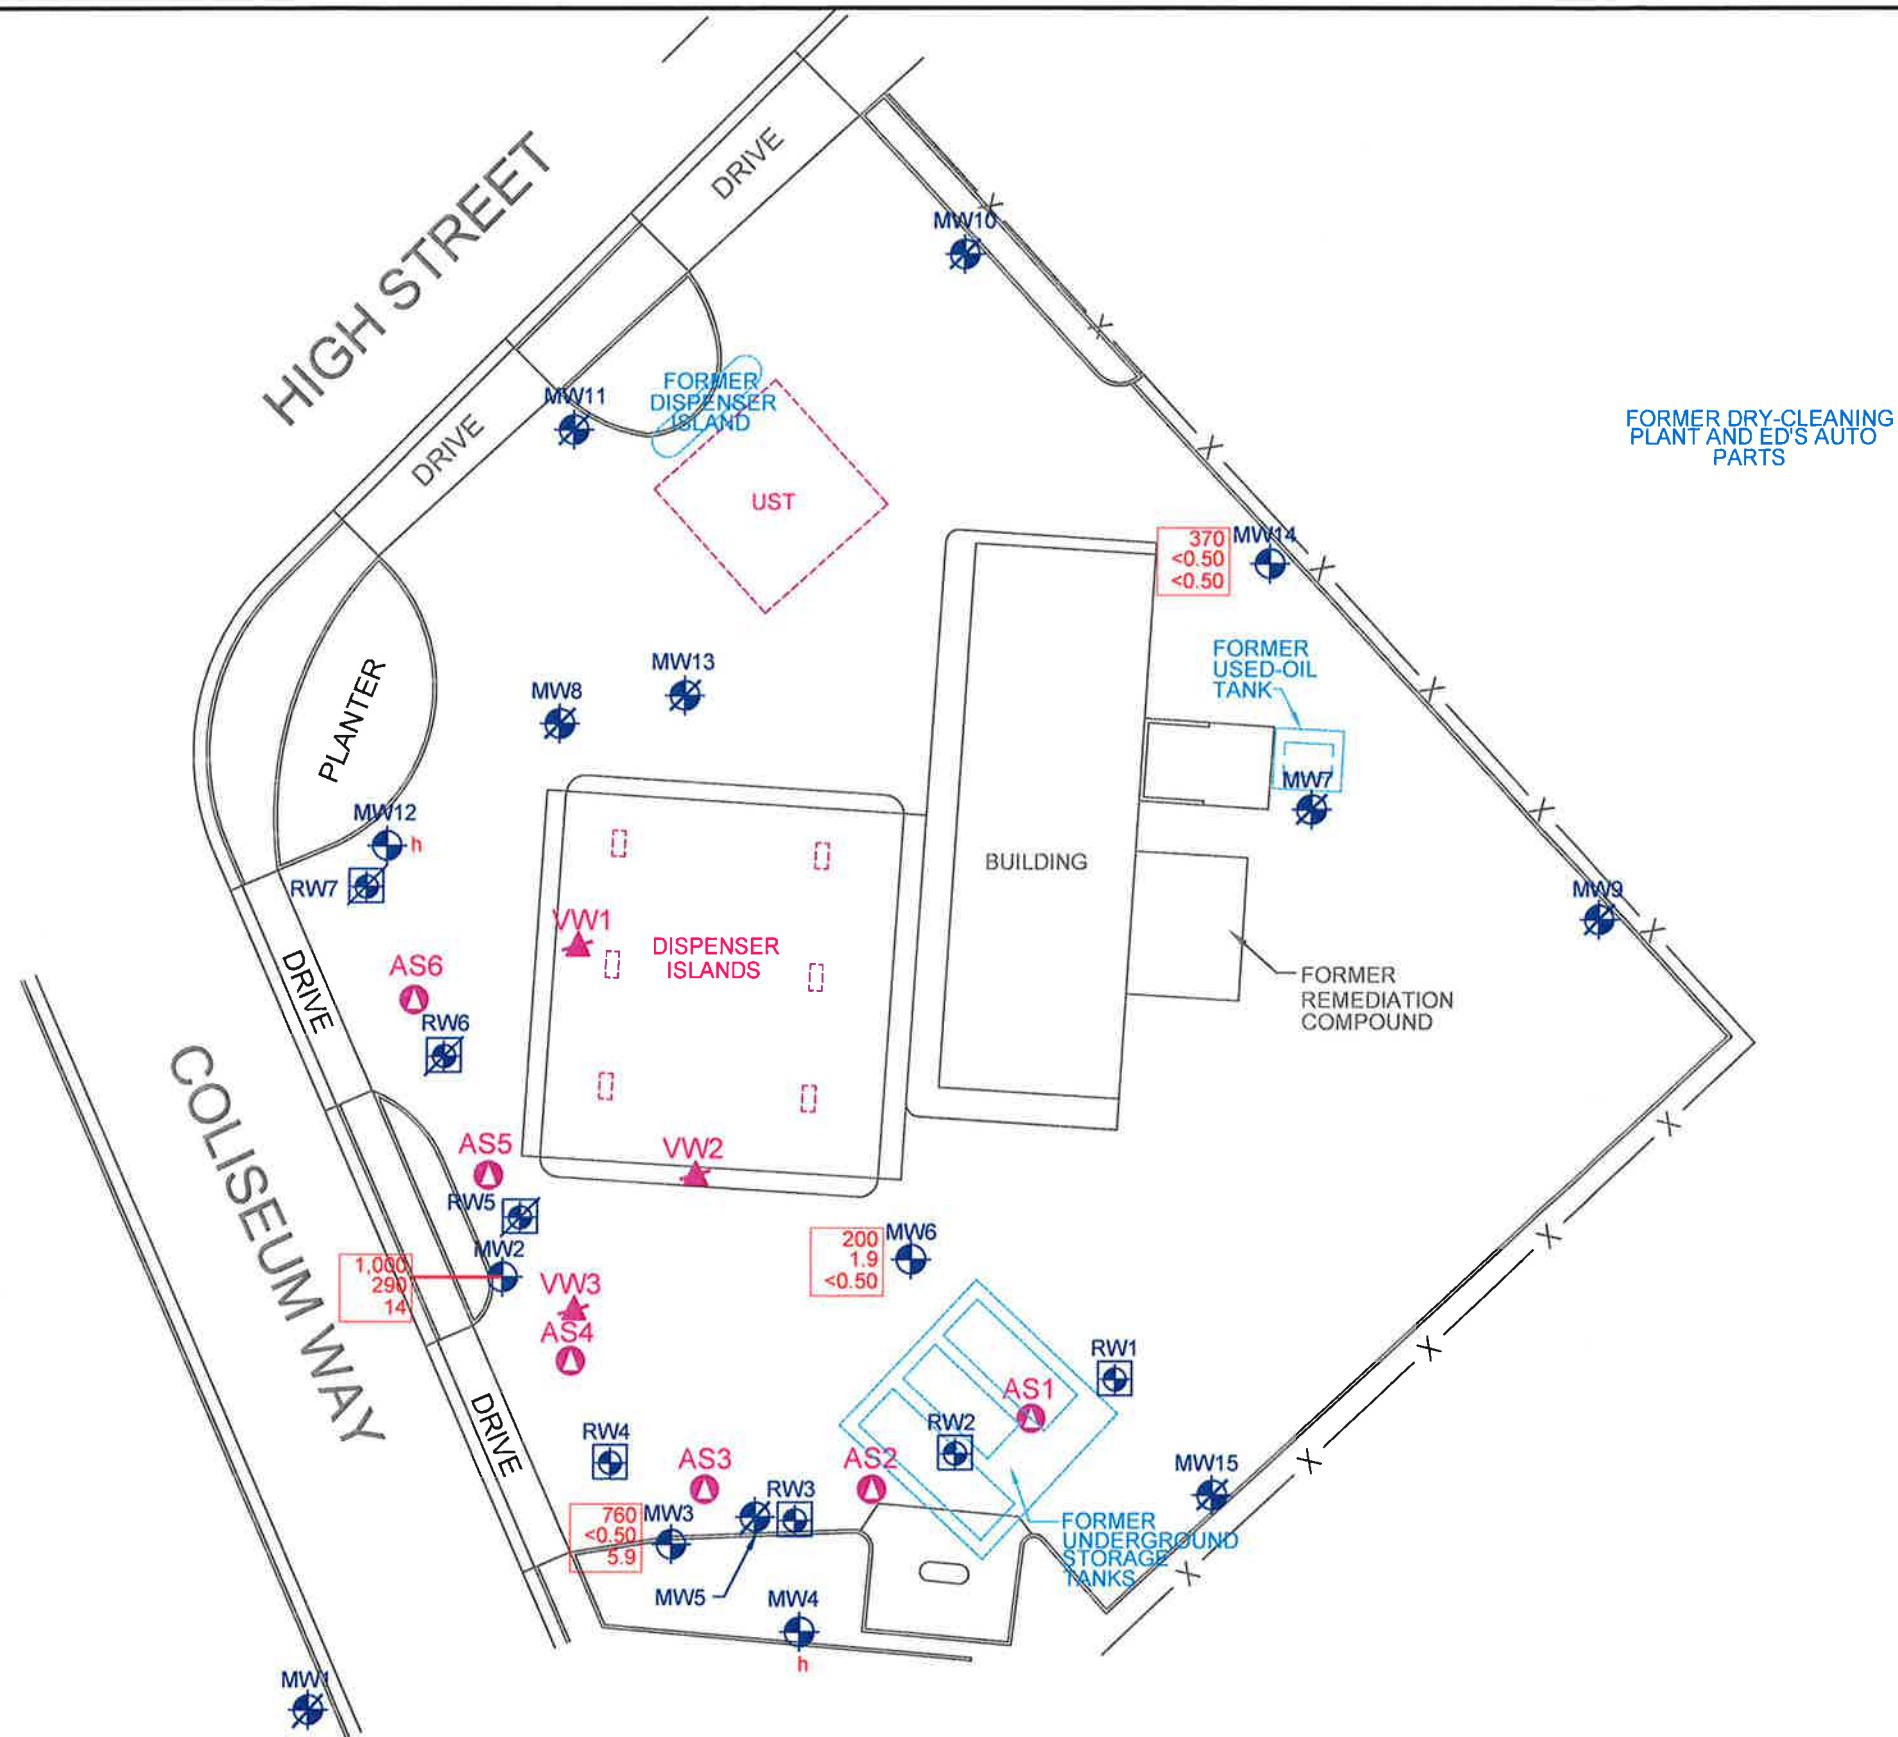 HIGH STREET
DRIVE
MW10
MW11
FORMER
DISPENSER
ISLAND
DRIVE
FORMER DRY-CLEANING
PLANT AND ED'S AUTO
PARTS
UST
370
<0.50
<0.50
MW14
FORMER
USED-OIL
TANK
MW13
MW8
PLANTER
MW7
MW12
h
RW7
BUILDING
MW9
VW1
DISPENSER
ISLANDS
AS6
DRIVE
FORMER
REMEDIATION
COMPOUND
RW6
COLISEUM WAY
AS5
VW2
RW5
MW2
1,000
290
14
200
1.9
<0.50
MW6
VW3
AS4
RW1
AS1
DRIVE
RW4
RW2
AS3
AS2
MW15
RW3
760
<0.50
5.9
MW3
FORMER
UNDERGROUND
STORAGE
TANKS
MW5
MW4
h
MW1
X
X
X
X
X
X
X
X
X
X
X
X
X